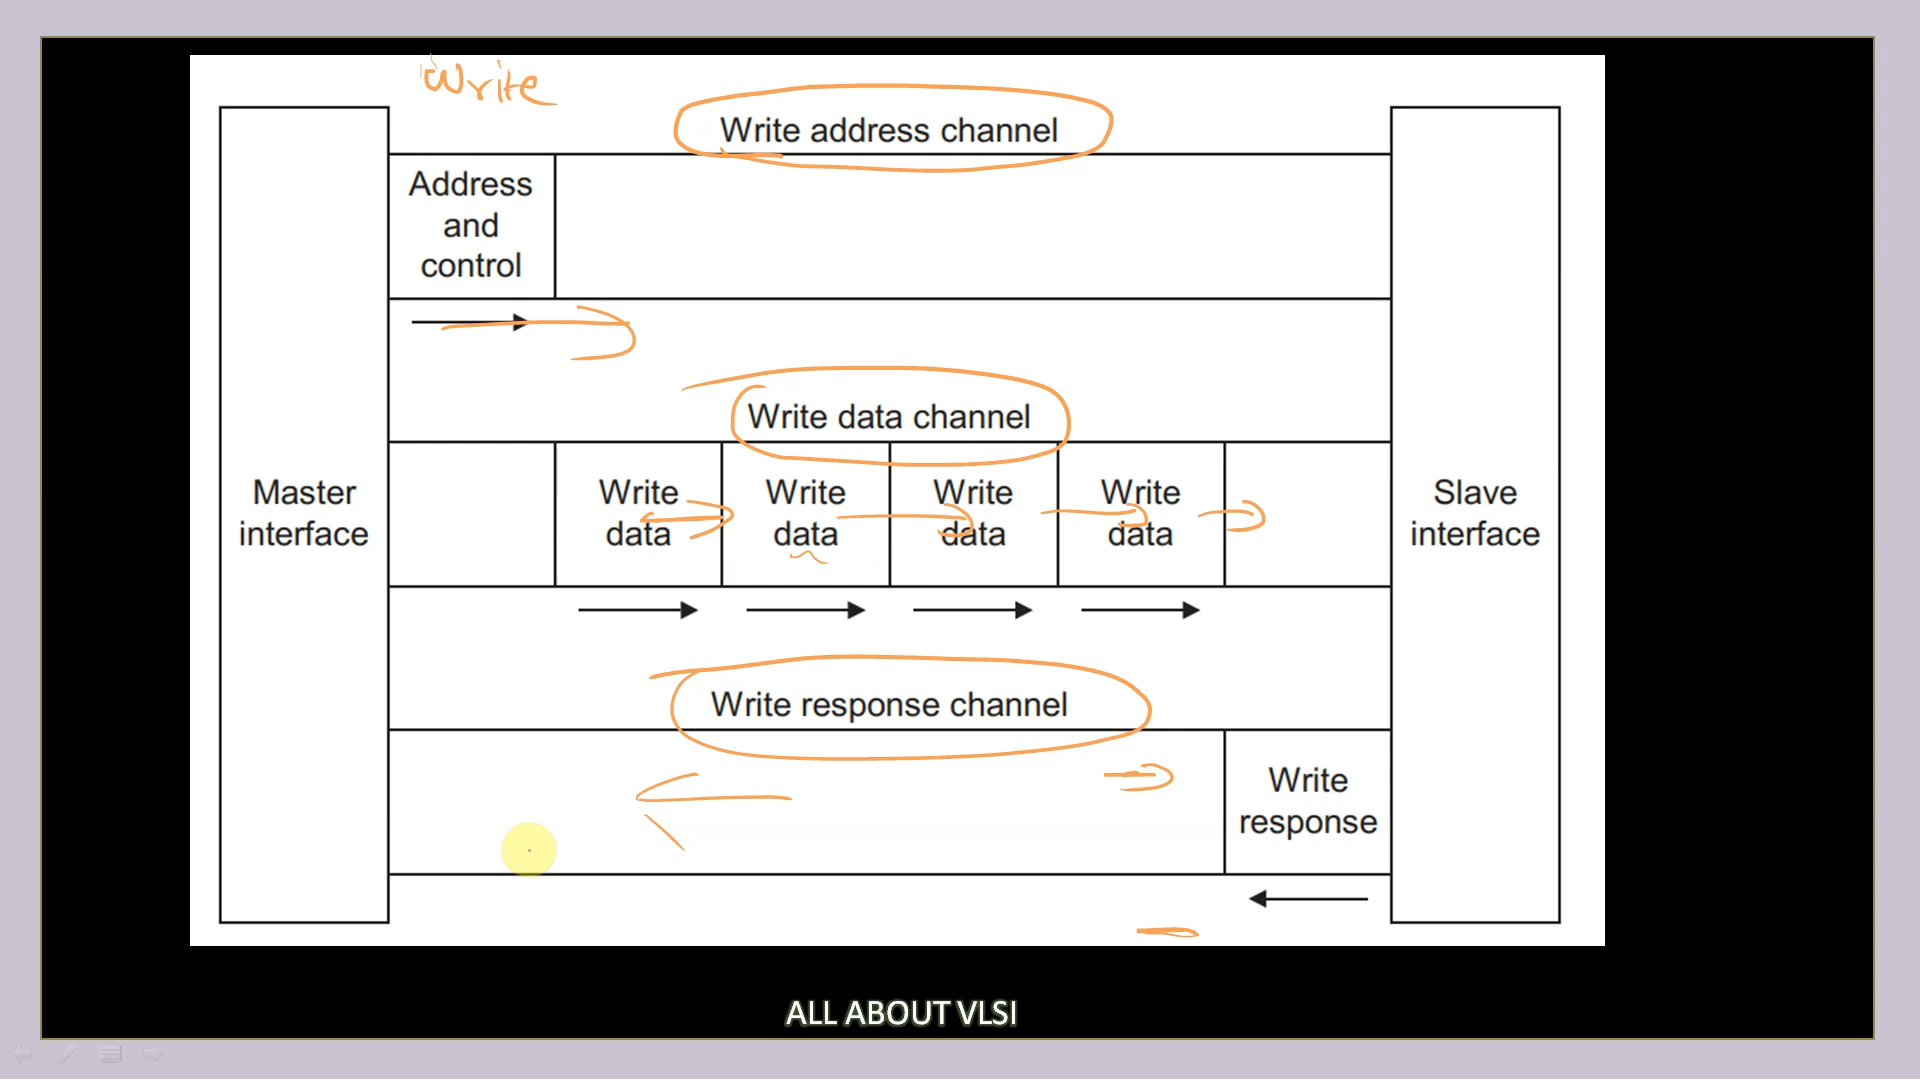 Write
Write address channel
Address
and
control
Write data channel
Master
interface
Write
data
Write
data
Write
data
Write
data
Slave
interface
Write response channel
Write
response
ALL ABOUT VLSI